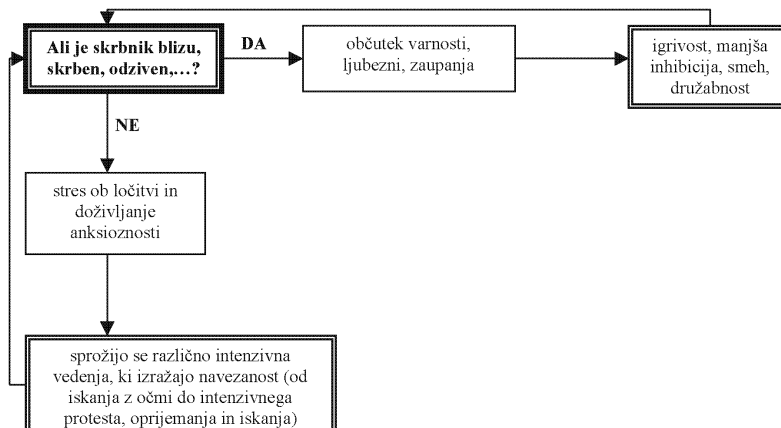 Ali je skrbnik blizu,
skrben, odziven,…?
DA
občutek varnosti,
ljubezni, zaupanja
igrivost, manjša
inhibicija, smeh,
družabnost
NE
stres ob ločitvi in
doživljanje
anksioznosti
sprožijo se različno intenzivna
vedenja, ki izražajo navezanost (od
iskanja z očmi do intenzivnega
protesta, oprijemanja in iskanja)